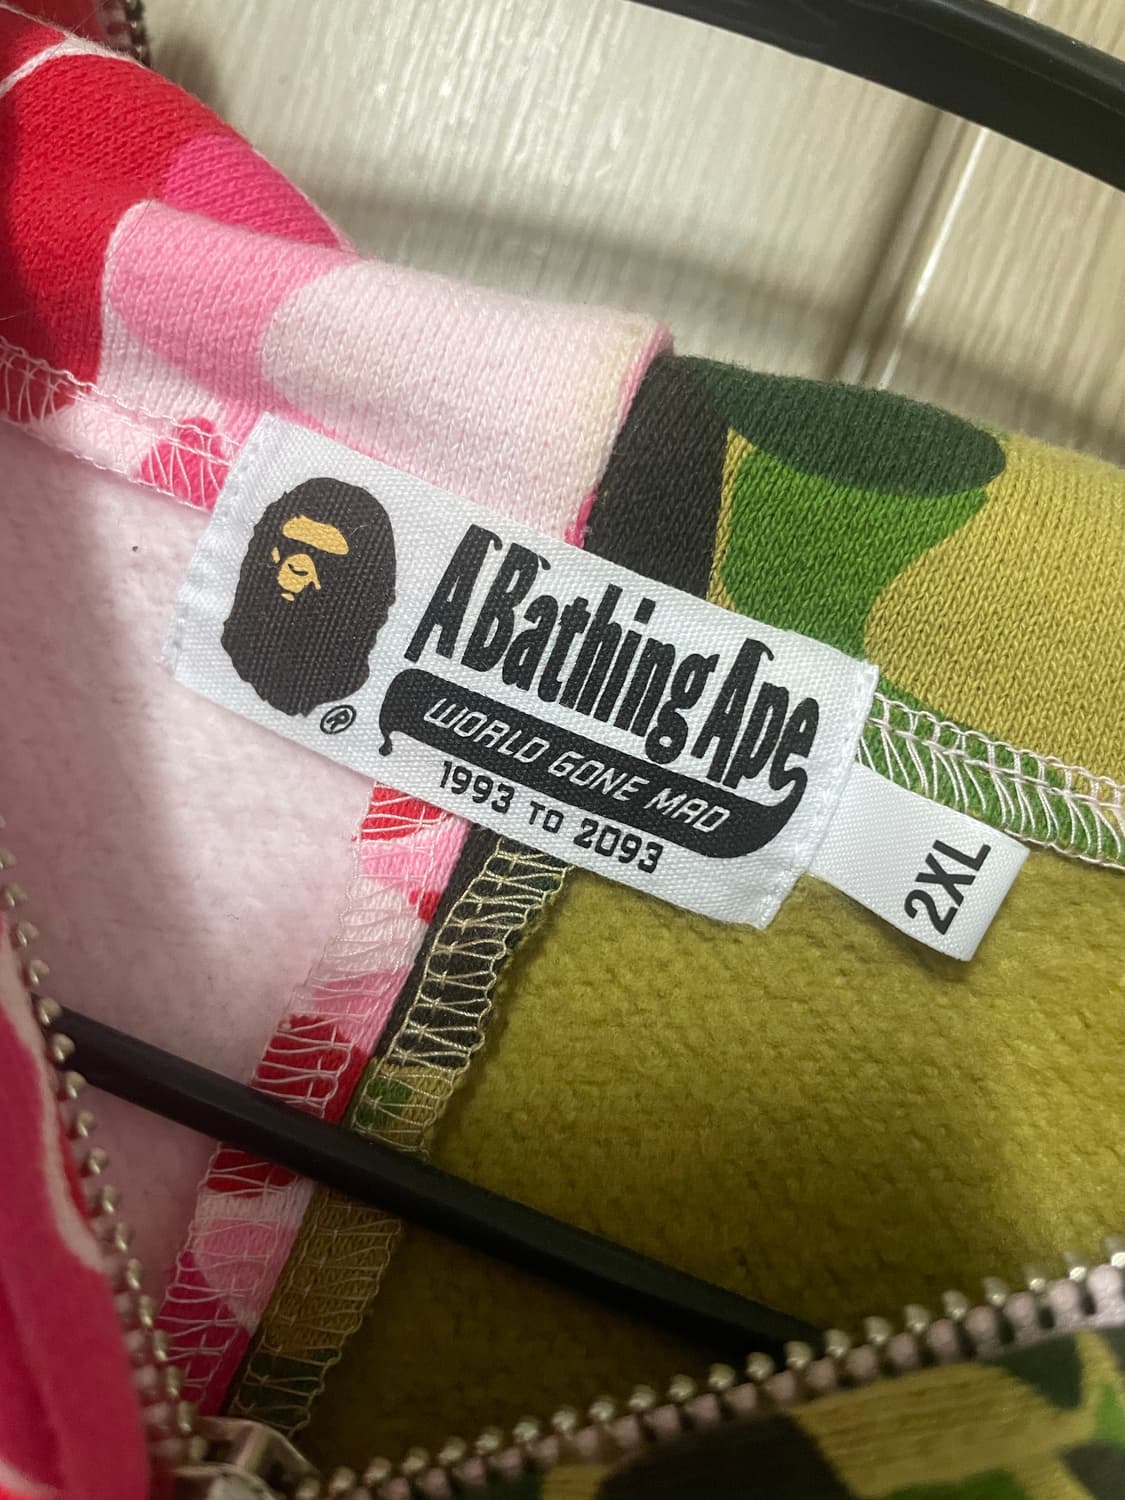 A Bathing Ape
WORLD GONE MAD
1993 TO 2093
®
2XL